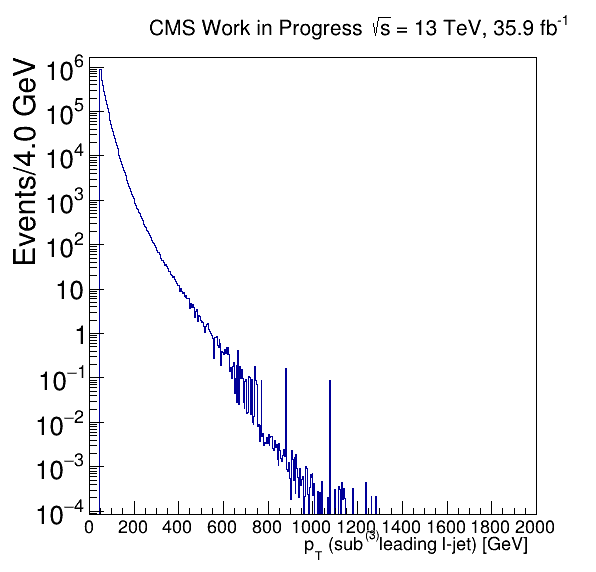 CMS Work in Progress √s = 13 TeV, 35.9 fb⁻¹
Events/4.0 GeV
10⁶
10⁵
10⁴
10³
10²
10
1
10⁻¹
10⁻²
10⁻³
10⁻⁴
0 200 400 600 800 1000 1200 1400 1600 1800 2000
p_T (sub⁽³⁾leading l-jet) [GeV]